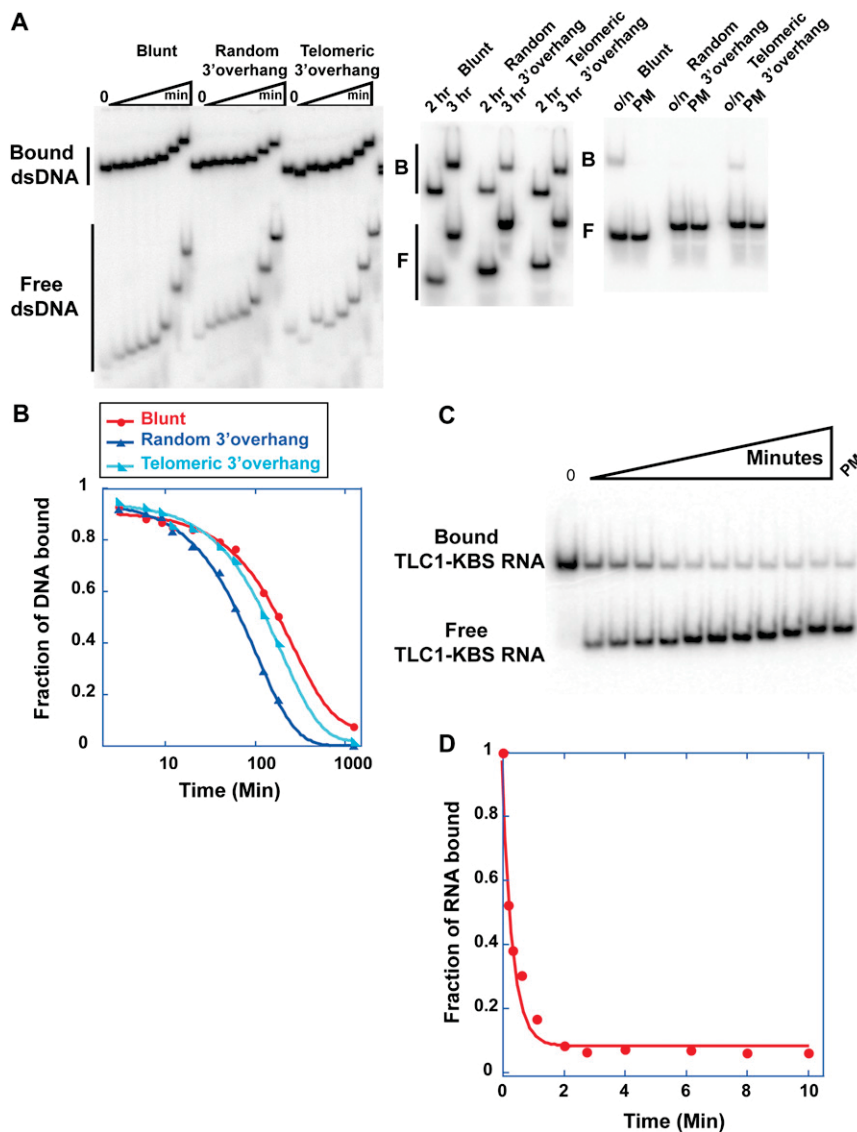 A
Blunt
Random
3'overhang
Telomeric
3'overhang
0
min
0
min
0
min
Bound
dsDNA
Free
dsDNA
Blunt
Random
3'overhang
Telomeric
3'overhang
2 hr
3 hr
2 hr
3 hr
2 hr
3 hr
B
F
Blunt
Random
3'overhang
Telomeric
3'overhang
o/n
PM
o/n
PM
o/n
PM
B
F
B
Blunt
Random 3'overhang
Telomeric 3'overhang
Fraction of DNA bound
1
0.8
0.6
0.4
0.2
0
10
100
1000
Time (Min)
C
0
Minutes
PM
Bound
TLC1-KBS RNA
Free
TLC1-KBS RNA
D
Fraction of RNA bound
1
0.8
0.6
0.4
0.2
0
0
2
4
6
8
10
Time (Min)